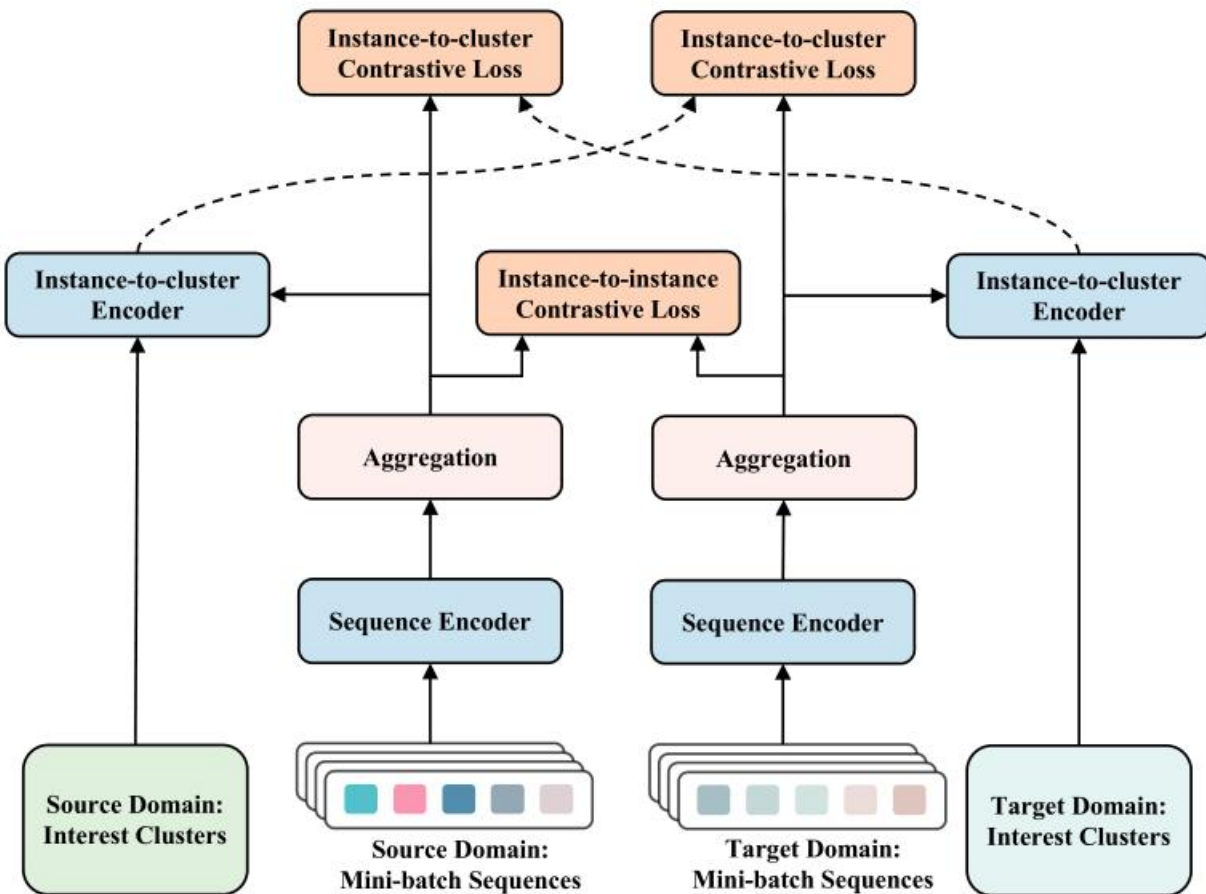 Instance-to-cluster
Contrastive Loss
Instance-to-cluster
Contrastive Loss
Instance-to-cluster
Encoder
Instance-to-instance
Contrastive Loss
Instance-to-cluster
Encoder
Aggregation
Aggregation
Sequence Encoder
Sequence Encoder
Source Domain:
Interest Clusters
Source Domain:
Mini-batch Sequences
Target Domain:
Mini-batch Sequences
Target Domain:
Interest Clusters